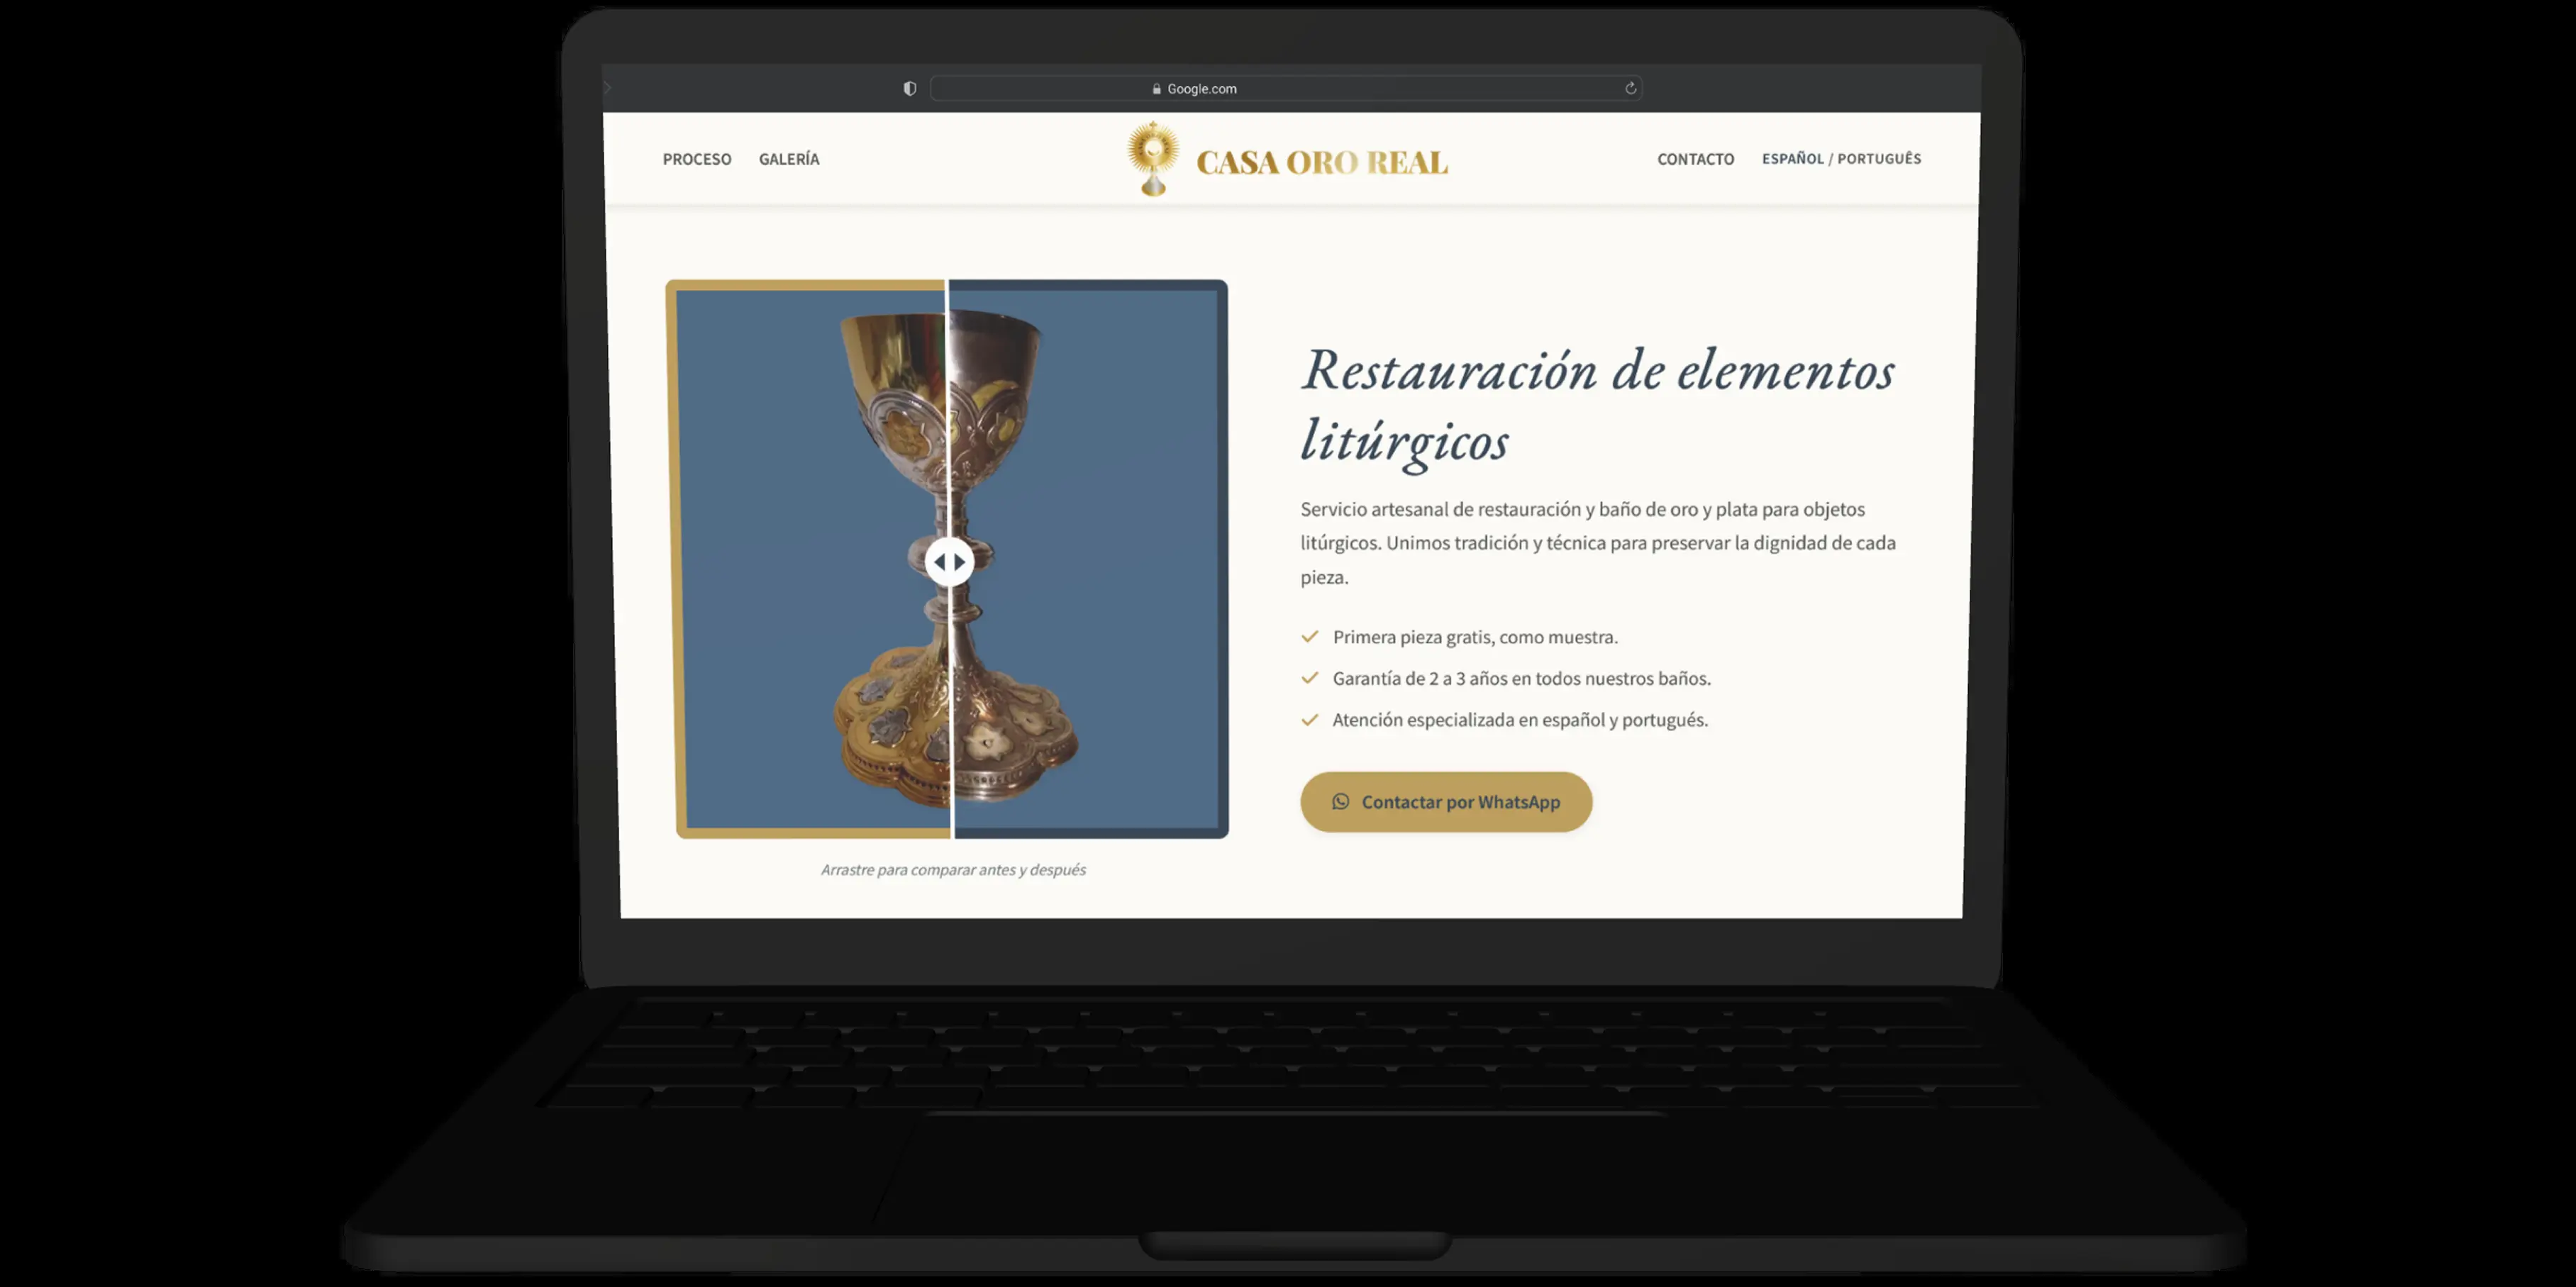 Google.com
PROCESO
GALERÍA
CASA ORO REAL
CONTACTO
ESPAÑOL / PORTUGUÊS
Restauración de elementos
litúrgicos
Servicio artesanal de restauración y baño de oro y plata para objetos
litúrgicos. Unimos tradición y técnica para preservar la dignidad de cada
pieza.
Primera pieza gratis, como muestra.
Garantía de 2 a 3 años en todos nuestros baños.
Atención especializada en español y portugués.
Contactar por WhatsApp
Arrastre para comparar antes y después